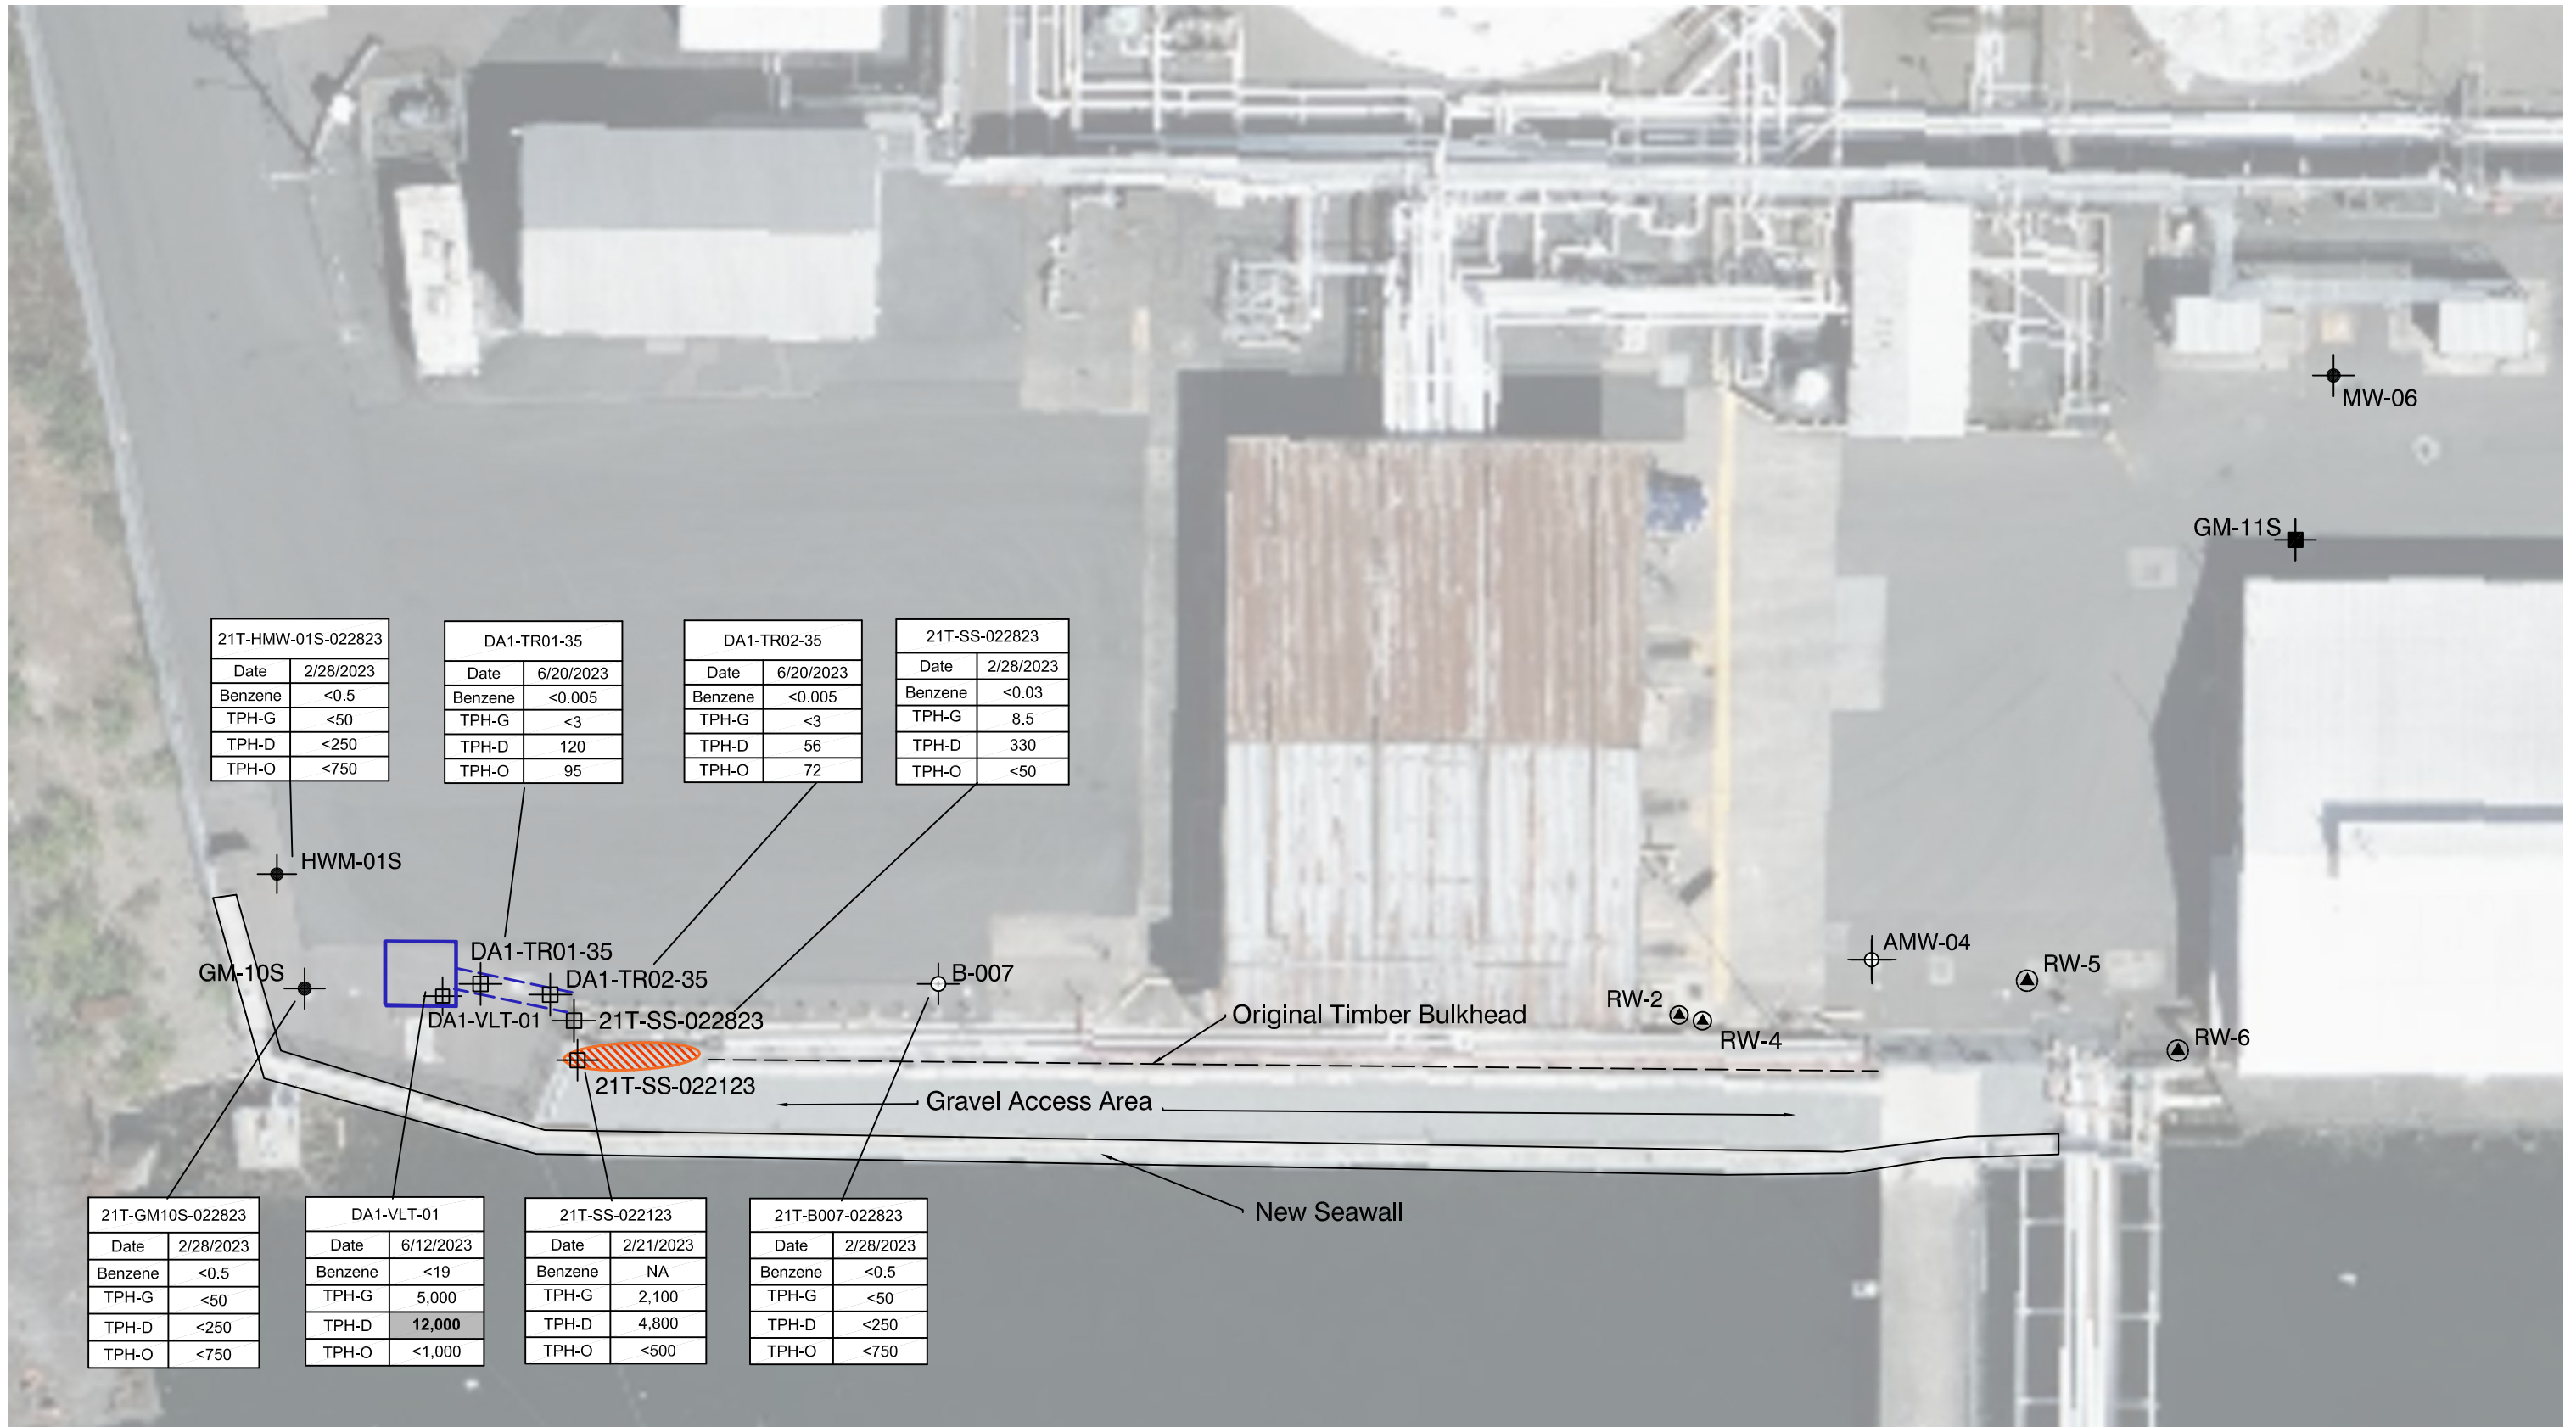 MW-06
GM-11S
21T-HMW-01S-022823
Date 2/28/2023
Benzene <0.5
TPH-G <50
TPH-D <250
TPH-O <750
DA1-TR01-35
Date 6/20/2023
Benzene <0.005
TPH-G <3
TPH-D 120
TPH-O 95
DA1-TR02-35
Date 6/20/2023
Benzene <0.005
TPH-G <3
TPH-D 56
TPH-O 72
21T-SS-022823
Date 2/28/2023
Benzene <0.03
TPH-G 8.5
TPH-D 330
TPH-O <50
HWM-01S
GM-10S
DA1-TR01-35
DA1-TR02-35
DA1-VLT-01
21T-SS-022823
21T-SS-022123
B-007
AMW-04
RW-5
RW-2
RW-4
RW-6
Original Timber Bulkhead
Gravel Access Area
New Seawall
21T-GM10S-022823
Date 2/28/2023
Benzene <0.5
TPH-G <50
TPH-D <250
TPH-O <750
DA1-VLT-01
Date 6/12/2023
Benzene <19
TPH-G 5,000
TPH-D 12,000
TPH-O <1,000
21T-SS-022123
Date 2/21/2023
Benzene NA
TPH-G 2,100
TPH-D 4,800
TPH-O <500
21T-B007-022823
Date 2/28/2023
Benzene <0.5
TPH-G <50
TPH-D <250
TPH-O <750